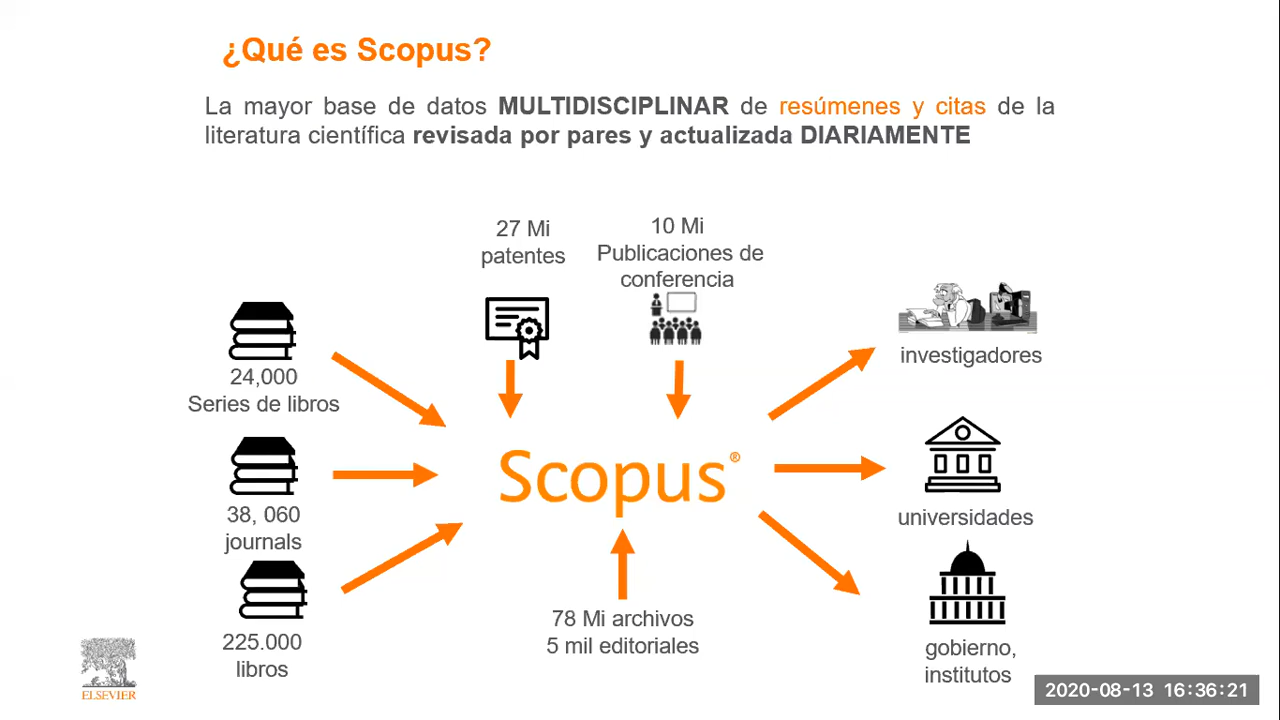 ¿Qué es Scopus?
La mayor base de datos MULTIDISCIPLINAR de resúmenes y citas de la
literatura científica revisada por pares y actualizada DIARIAMENTE
27 Mi
patentes
10 Mi
Publicaciones de
conferencia
24,000
Series de libros
38, 060
journals
225.000
libros
Scopus®
78 Mi archivos
5 mil editoriales
investigadores
universidades
gobierno,
institutos
ELSEVIER
2020-08-13 16:36:21